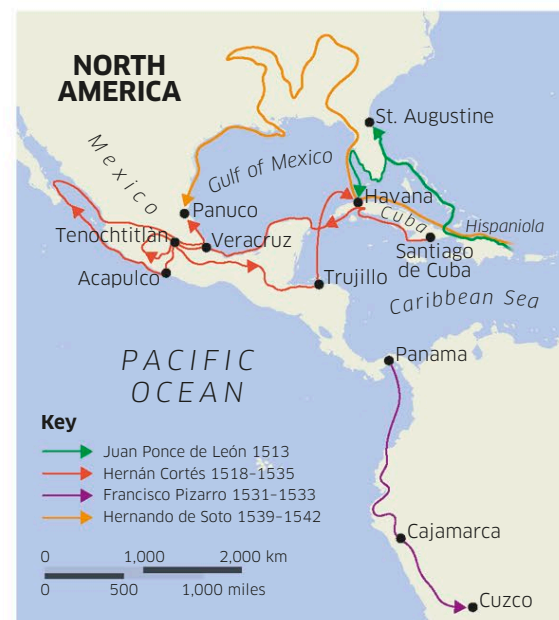 NORTH
AMERICA
St. Augustine
Mexico
Gulf of Mexico
Havana
Cuba
Hispaniola
Panuco
Tenochtitlán
Veracruz
Santiago
de Cuba
Acapulco
Trujillo
Caribbean Sea
PACIFIC
OCEAN
Panama
Key
Juan Ponce de León 1513
Hernán Cortés 1518–1535
Francisco Pizarro 1531–1533
Hernando de Soto 1539–1542
Cajamarca
0 1,000 2,000 km
0 500 1,000 miles
Cuzco